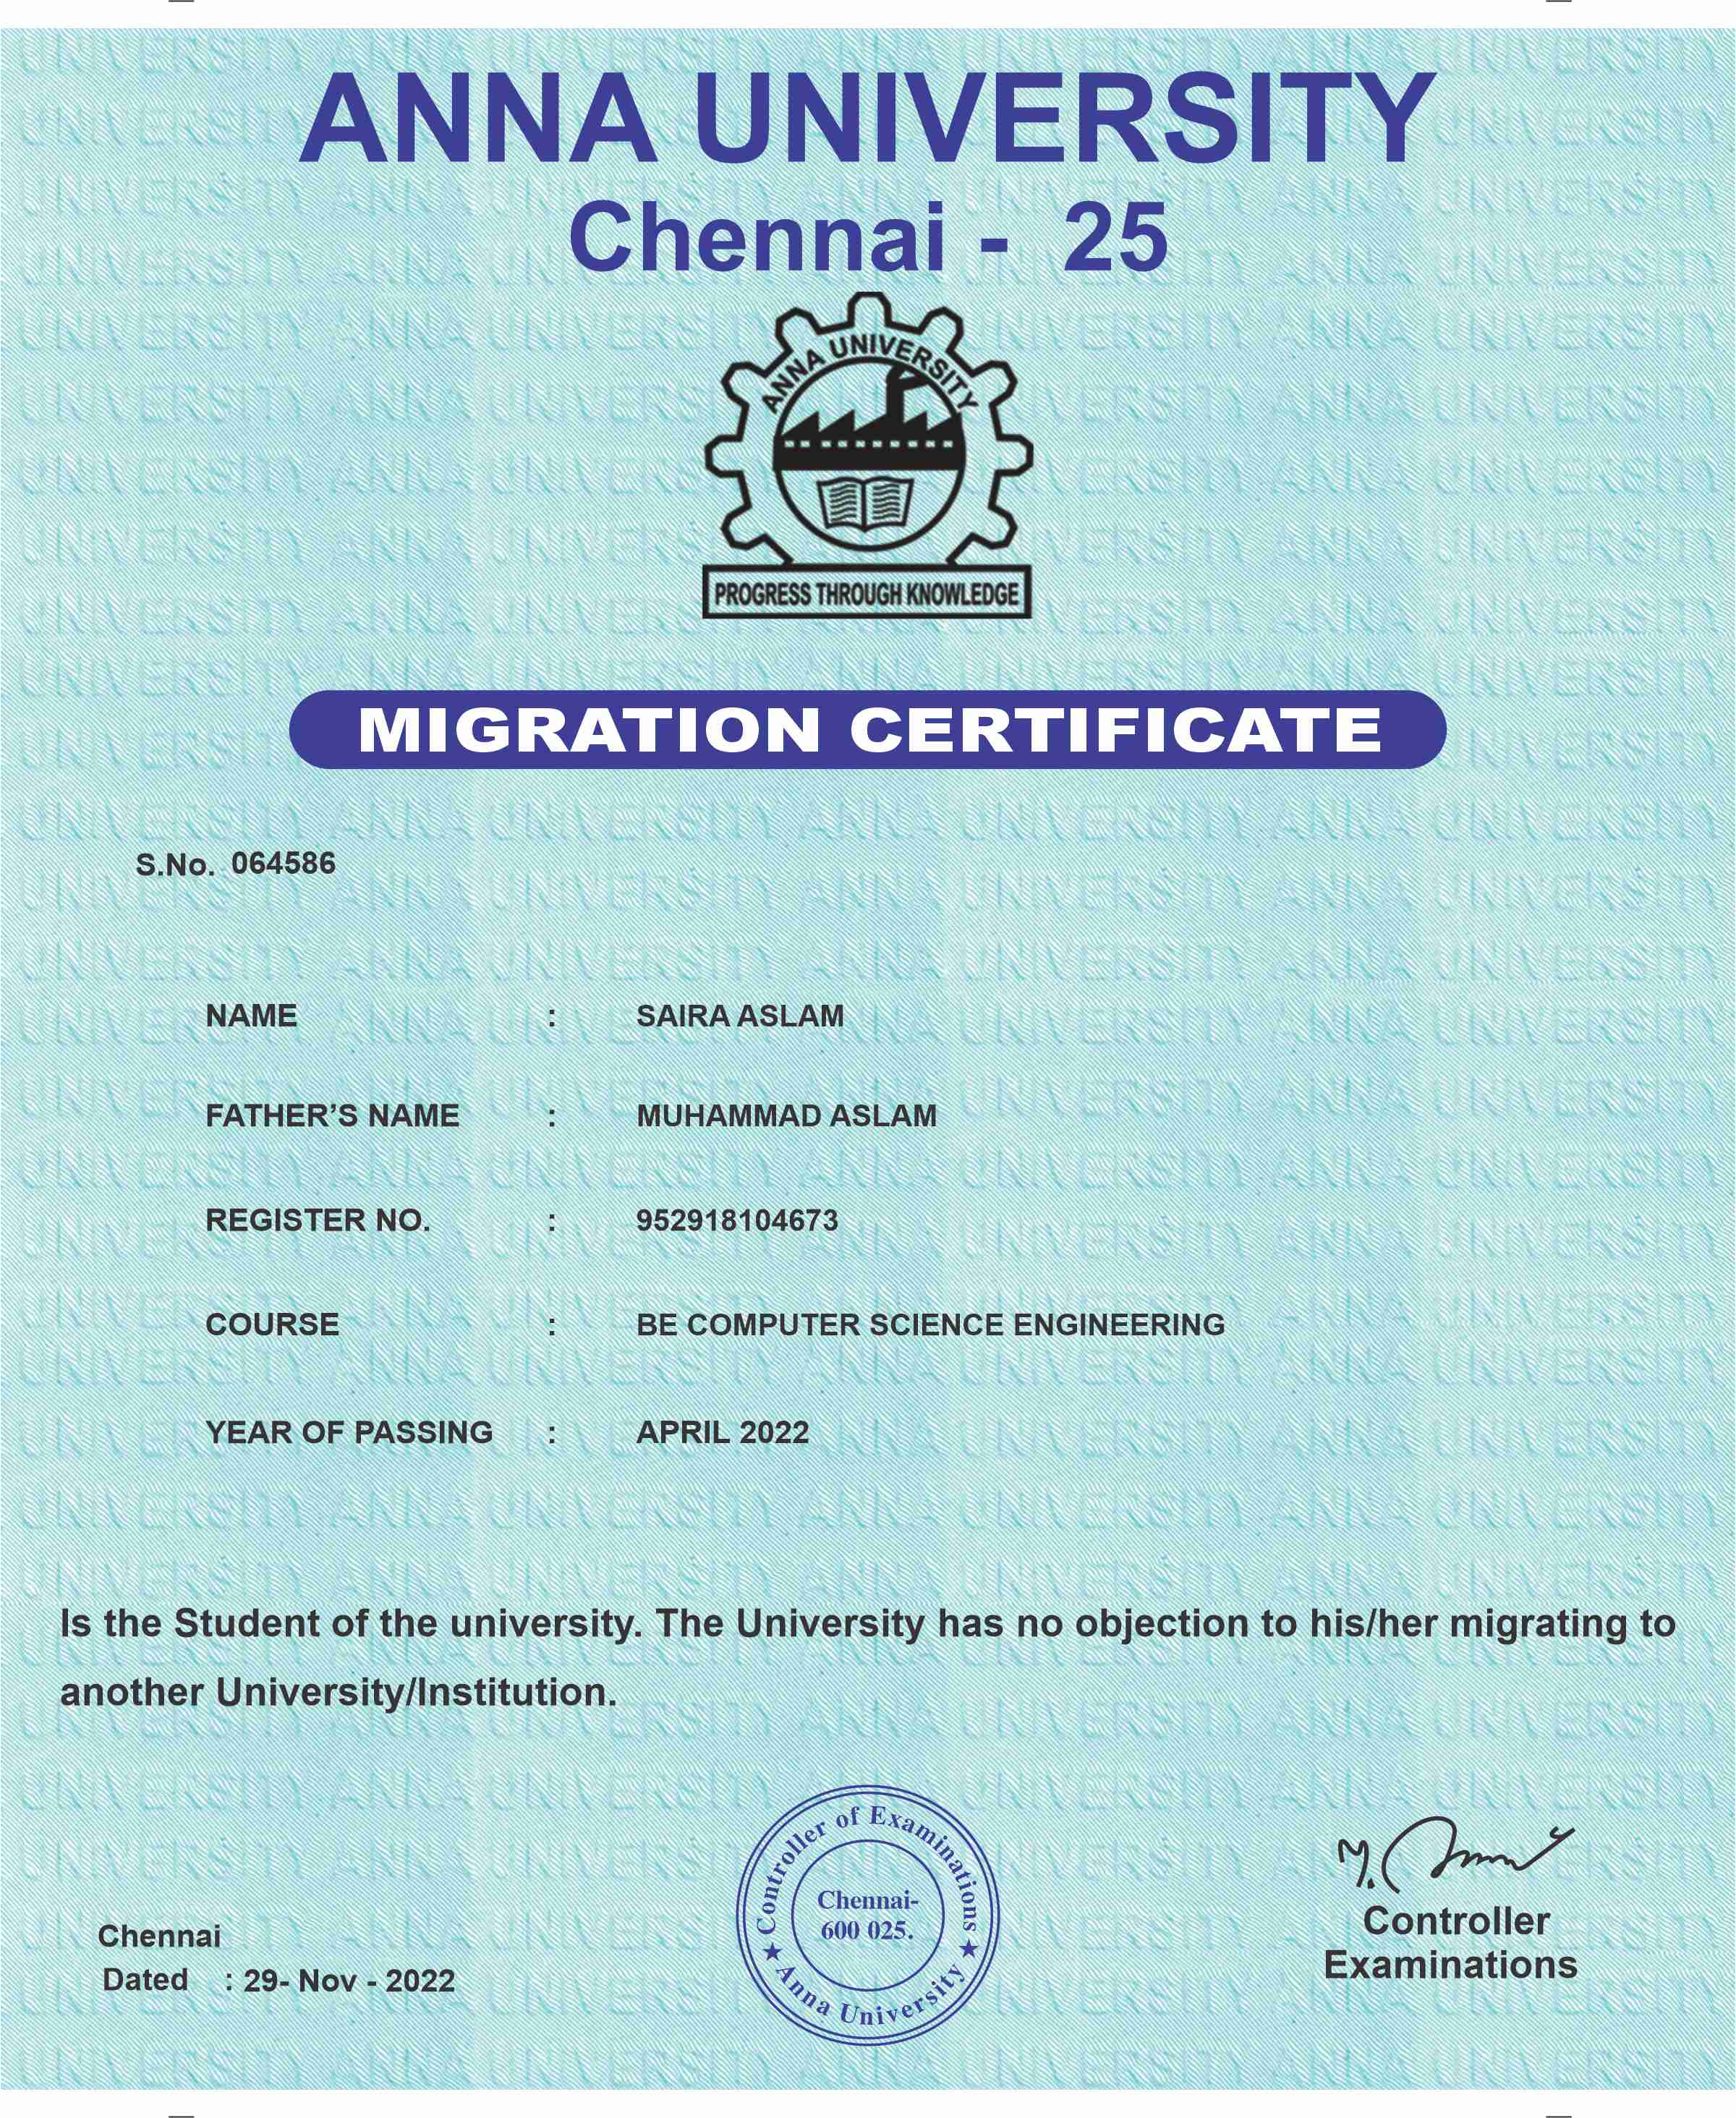 ANNA UNIVERSITY
Chennai - 25
ANNA UNIVERSITY
PROGRESS THROUGH KNOWLEDGE
MIGRATION CERTIFICATE
S.No. 064586
NAME : SAIRA ASLAM
FATHER’S NAME : MUHAMMAD ASLAM
REGISTER NO. : 952918104673
COURSE : BE COMPUTER SCIENCE ENGINEERING
YEAR OF PASSING : APRIL 2022
Is the Student of the university. The University has no objection to his/her migrating to
another University/Institution.
Controller of Examinations
Chennai-
600 025.
★ Anna University ★
Chennai
Dated : 29- Nov - 2022
Controller
Examinations